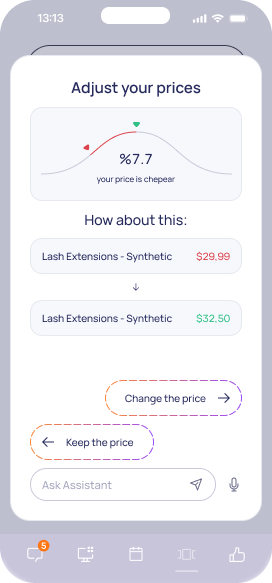 13:13
Adjust your prices
%7.7
your price is chepear
How about this:
Lash Extensions - Synthetic $29,99
Lash Extensions - Synthetic $32,50
Change the price
Keep the price
Ask Assistant
5